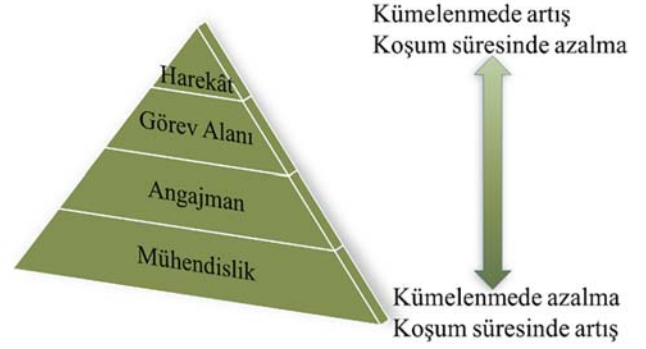 Kümelenmede artış
Koşum süresinde azalma
Harekât
Görev Alanı
Angajman
Mühendislik
Kümelenmede azalma
Koşum süresinde artış